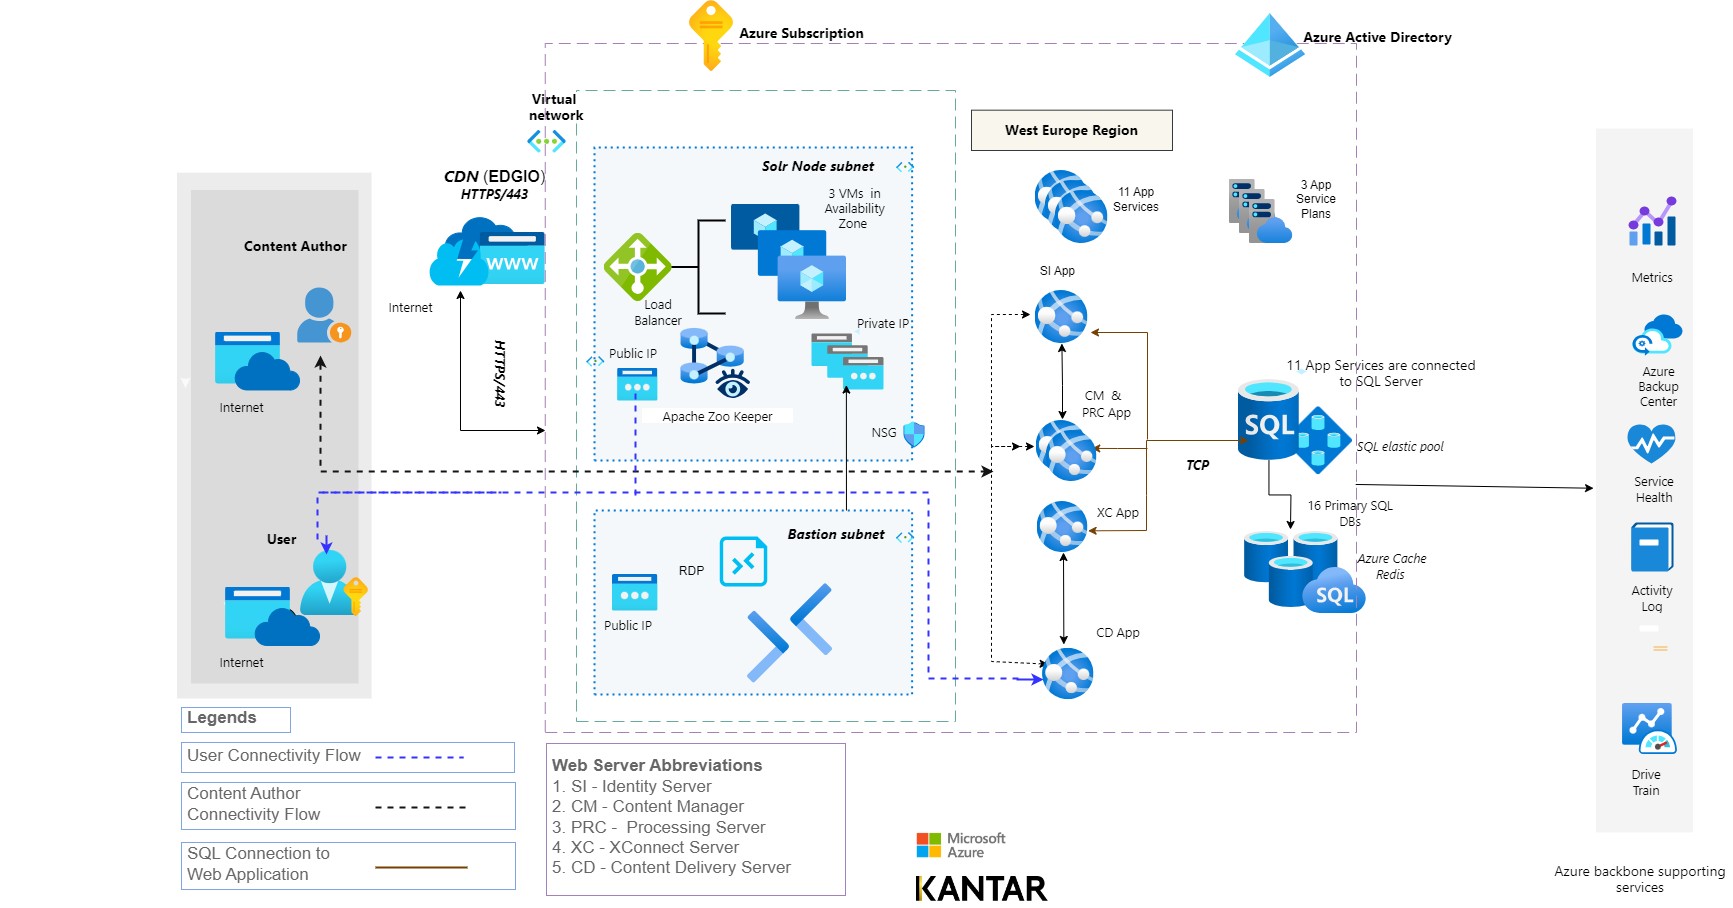 Azure Subscription
Azure Active Directory
Virtual
network
West Europe Region
CDN (EDGIO)
HTTPS/443
WWW
Internet
HTTPS/443
Content Author
Internet
User
Internet
Solr Node subnet
3 VMs in
Availability
Zone
Load
Balancer
Private IP
Public IP
Apache Zoo Keeper
NSG
Bastion subnet
RDP
Public IP
11 App
Services
3 App
Service
Plans
SI App
CM &
PRC App
XC App
CD App
TCP
11 App Services are connected
to SQL Server
SQL
SQL elastic pool
16 Primary SQL
DBs
Azure Cache
Redis
SQL
Metrics
Azure
Backup
Center
Service
Health
Activity
Log
Drive
Train
Azure backbone supporting
services
Legends
User Connectivity Flow
Content Author
Connectivity Flow
SQL Connection to
Web Application
Web Server Abbreviations
1. SI - Identity Server
2. CM - Content Manager
3. PRC - Processing Server
4. XC - XConnect Server
5. CD - Content Delivery Server
Microsoft
Azure
KANTAR